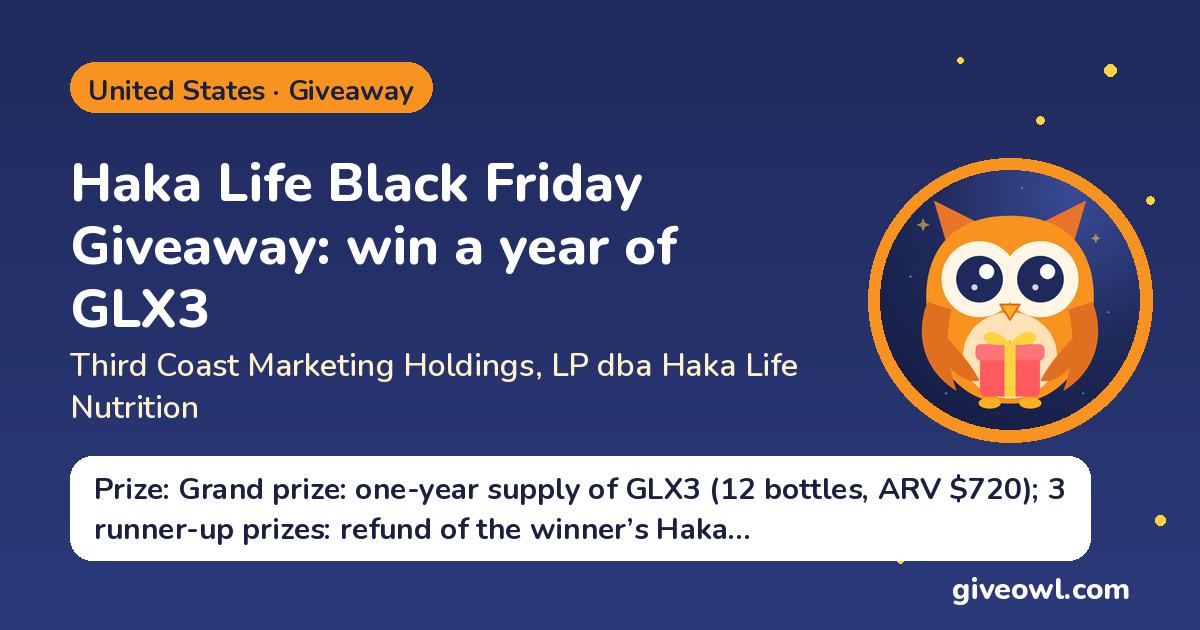 United States · Giveaway
Haka Life Black Friday
Giveaway: win a year of
GLX3
Third Coast Marketing Holdings, LP dba Haka Life
Nutrition
Prize: Grand prize: one-year supply of GLX3 (12 bottles, ARV $720); 3
runner-up prizes: refund of the winner’s Haka…
giveowl.com